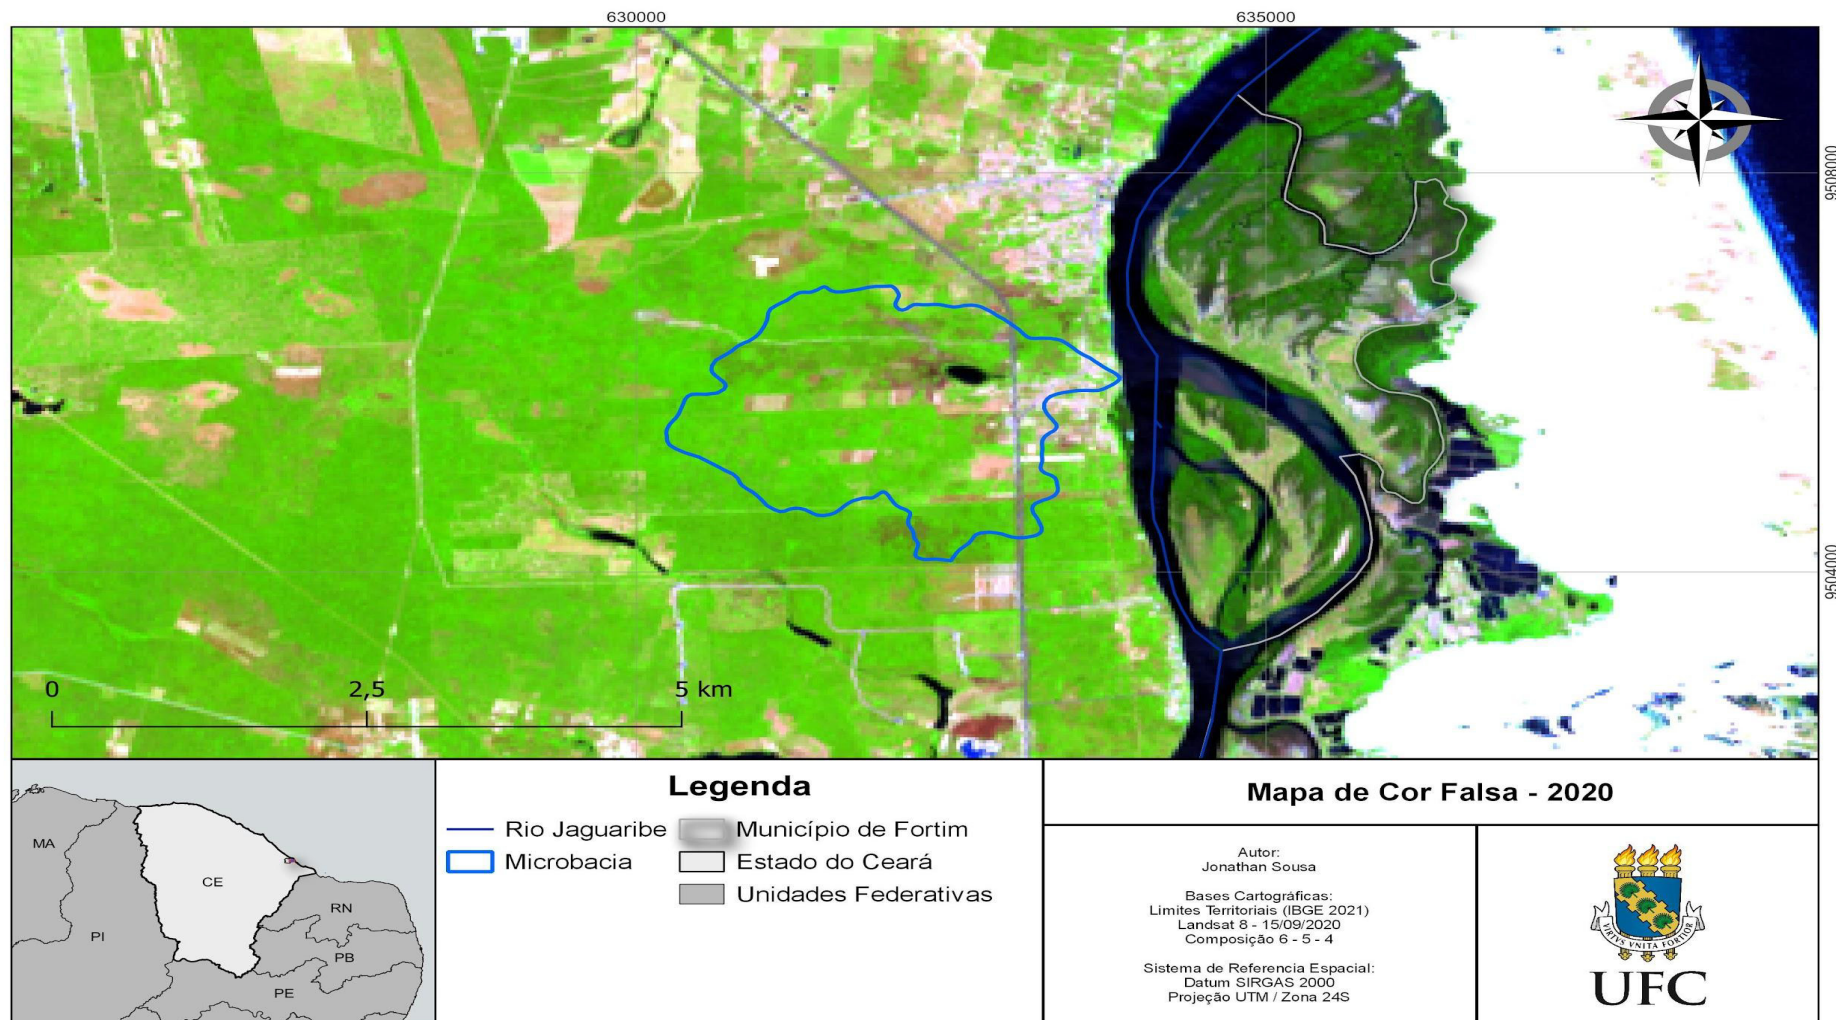 630000
635000
9508000
9504000
0
2,5
5 km
MA
CE
RN
PI
PB
PE
Legenda
Rio Jaguaribe
Município de Fortim
Microbacia
Estado do Ceará
Unidades Federativas
Mapa de Cor Falsa - 2020
Autor:
Jonathan Sousa
Bases Cartográficas:
Limites Territoriais (IBGE 2021)
Landsat 8 - 15/09/2020
Composição 6 - 5 - 4
Sistema de Referencia Espacial:
Datum SIRGAS 2000
Projeção UTM / Zona 24S
VIRTVS VNITA FORTIOR
UFC